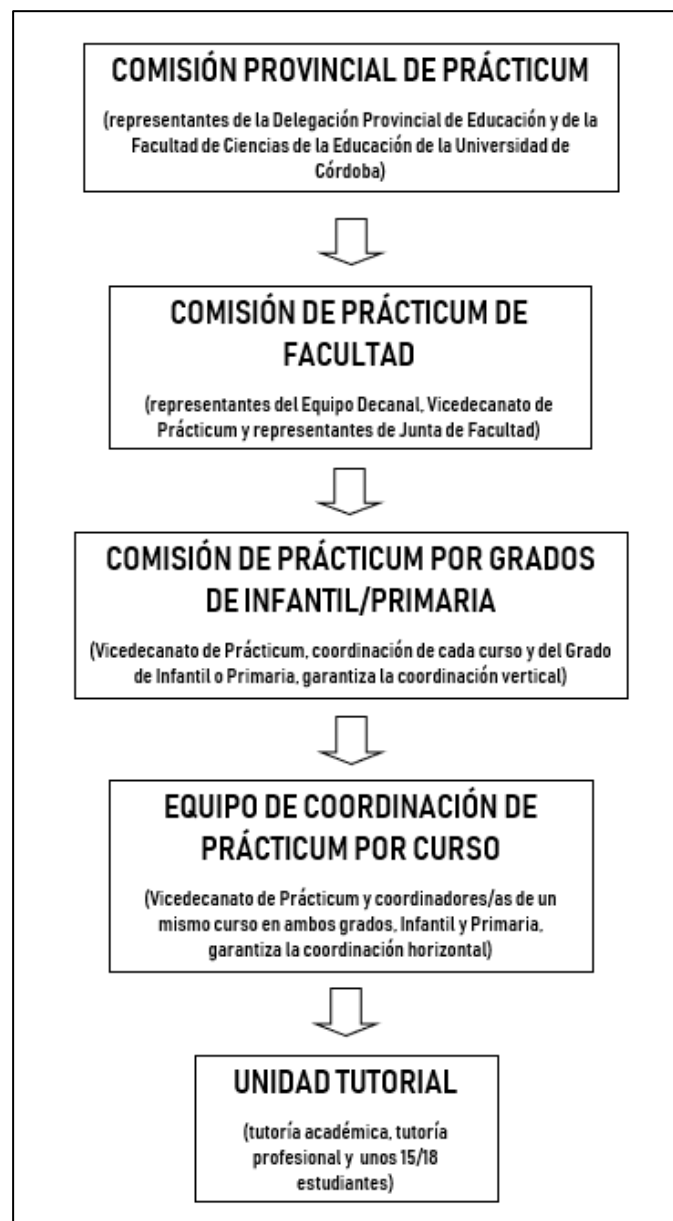 COMISIÓN PROVINCIAL DE PRÁCTICUM
(representantes de la Delegación Provincial de Educación y de la
Facultad de Ciencias de la Educación de la Universidad de
Córdoba)
COMISIÓN DE PRÁCTICUM DE
FACULTAD
(representantes del Equipo Decanal, Vicedecanato de
Prácticum y representantes de Junta de Facultad)
COMISIÓN DE PRÁCTICUM POR GRADOS
DE INFANTIL/PRIMARIA
(Vicedecanato de Prácticum, coordinación de cada curso y del Grado
de Infantil o Primaria, garantiza la coordinación vertical)
EQUIPO DE COORDINACIÓN DE
PRÁCTICUM POR CURSO
(Vicedecanato de Prácticum y coordinadores/as de un
mismo curso en ambos grados, Infantil y Primaria,
garantiza la coordinación horizontal)
UNIDAD TUTORIAL
(tutoría académica, tutoría
profesional y unos 15/18
estudiantes)